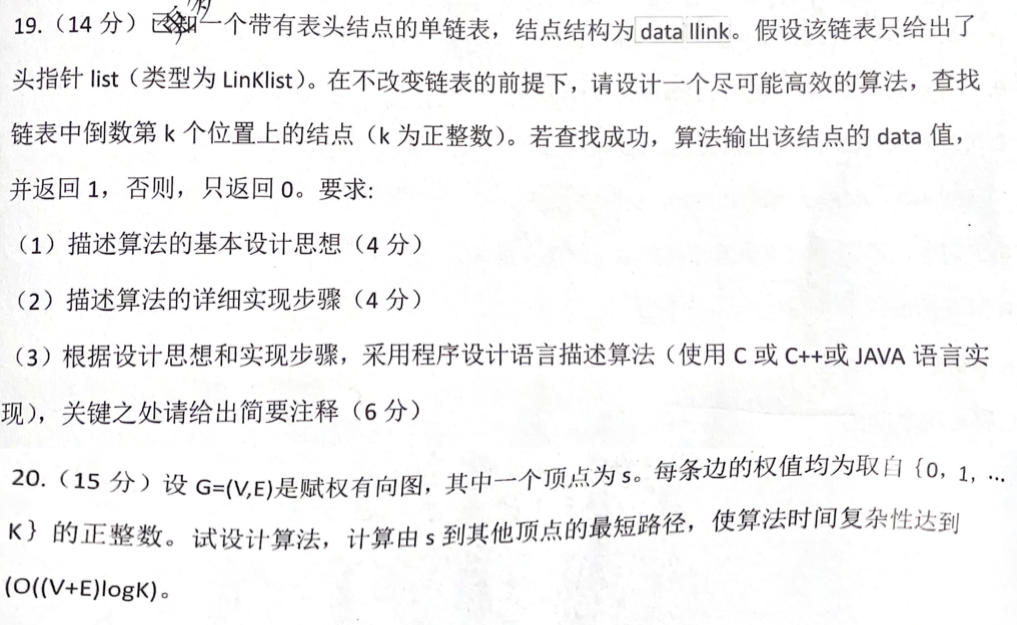 19.（14 分）已知一个带有表头结点的单链表，结点结构为 data llink。假设该链表只给出了
头指针 list（类型为 LinKlist）。在不改变链表的前提下，请设计一个尽可能高效的算法，查找
链表中倒数第 k 个位置上的结点（k 为正整数）。若查找成功，算法输出该结点的 data 值，
并返回 1，否则，只返回 0。要求:
（1）描述算法的基本设计思想（4 分）
（2）描述算法的详细实现步骤（4 分）
（3）根据设计思想和实现步骤，采用程序设计语言描述算法（使用 C 或 C++或 JAVA 语言实
现），关键之处请给出简要注释（6 分）
20.（15 分）设 G=(V,E)是赋权有向图，其中一个顶点为 s。每条边的权值均为取自｛0，1，…
K｝的正整数。试设计算法，计算由 s 到其他顶点的最短路径，使算法时间复杂性达到
(O((V+E)logK)。